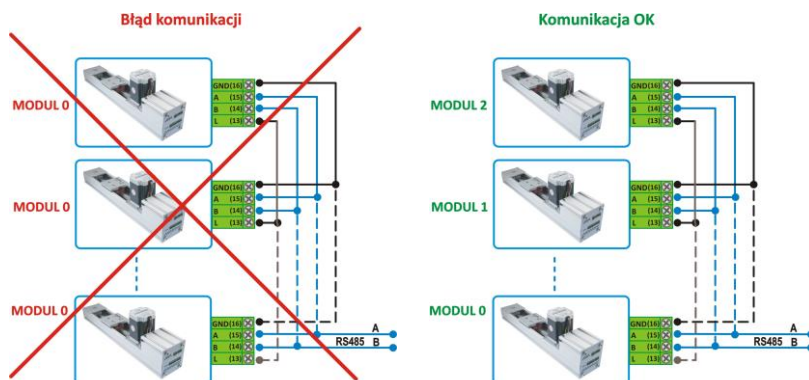 Błąd komunikacji
MODUL 0
GND(16)
A (15)
B (14)
L (13)
MODUL 0
GND(16)
A (15)
B (14)
L (13)
MODUL 0
GND(16)
A (15)
B (14)
L (13)
A
RS485 B
Komunikacja OK
MODUL 2
GND(16)
A (15)
B (14)
L (13)
MODUL 1
GND(16)
A (15)
B (14)
L (13)
MODUL 0
GND(16)
A (15)
B (14)
L (13)
A
RS485 B